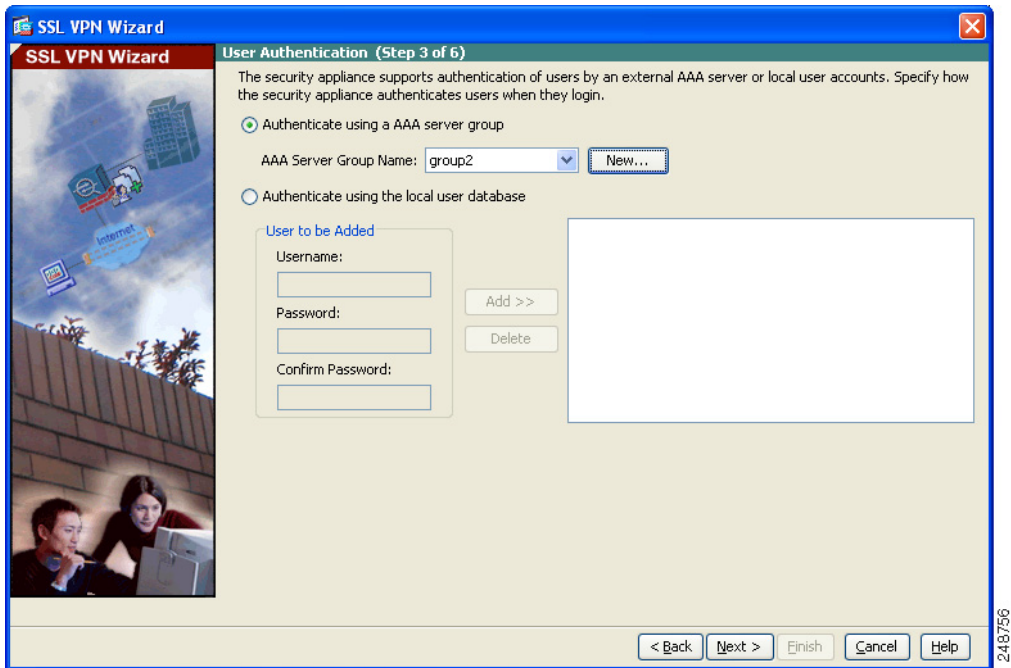 SSL VPN Wizard
SSL VPN Wizard
User Authentication (Step 3 of 6)
The security appliance supports authentication of users by an external AAA server or local user accounts. Specify how
the security appliance authenticates users when they login.
Authenticate using a AAA server group
AAA Server Group Name: group2 New...
Authenticate using the local user database
User to be Added
Username:
Password:
Confirm Password:
Add >>
Delete
Internet
< Back Next > Finish Cancel Help
248756